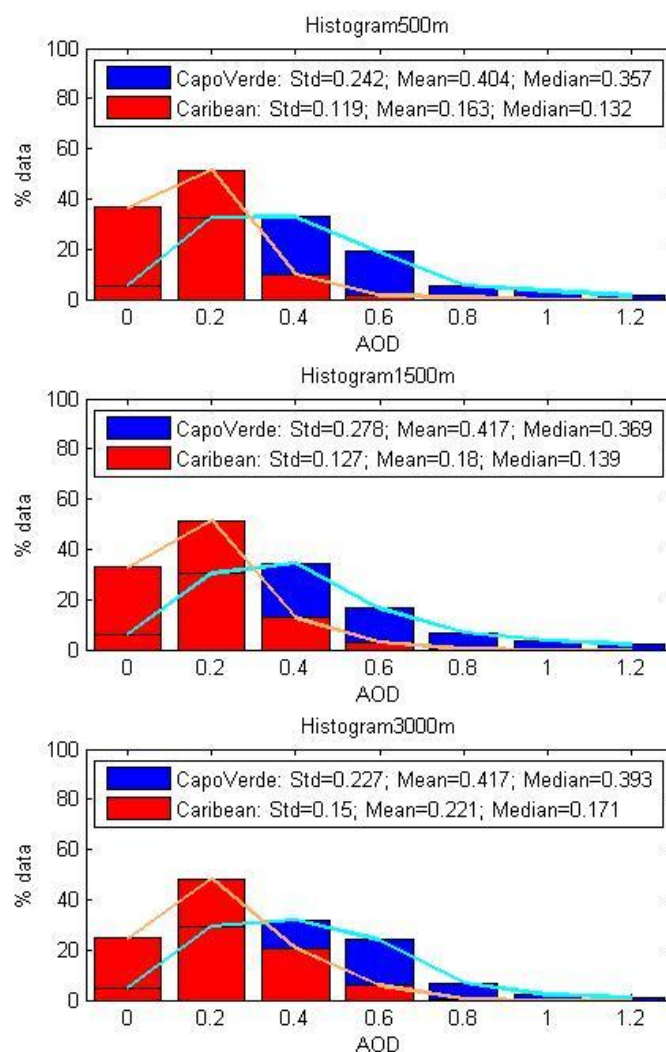 Histogram500m
100
CapoVerde: Std=0.242; Mean=0.404; Median=0.357
80
Caribean: Std=0.119; Mean=0.163; Median=0.132
60
% data
40
20
0
0 0.2 0.4 0.6 0.8 1 1.2
AOD
Histogram1500m
100
CapoVerde: Std=0.278; Mean=0.417; Median=0.369
80
Caribean: Std=0.127; Mean=0.18; Median=0.139
60
% data
40
20
0
0 0.2 0.4 0.6 0.8 1 1.2
AOD
Histogram3000m
100
CapoVerde: Std=0.227; Mean=0.417; Median=0.393
80
Caribean: Std=0.15; Mean=0.221; Median=0.171
60
% data
40
20
0
0 0.2 0.4 0.6 0.8 1 1.2
AOD